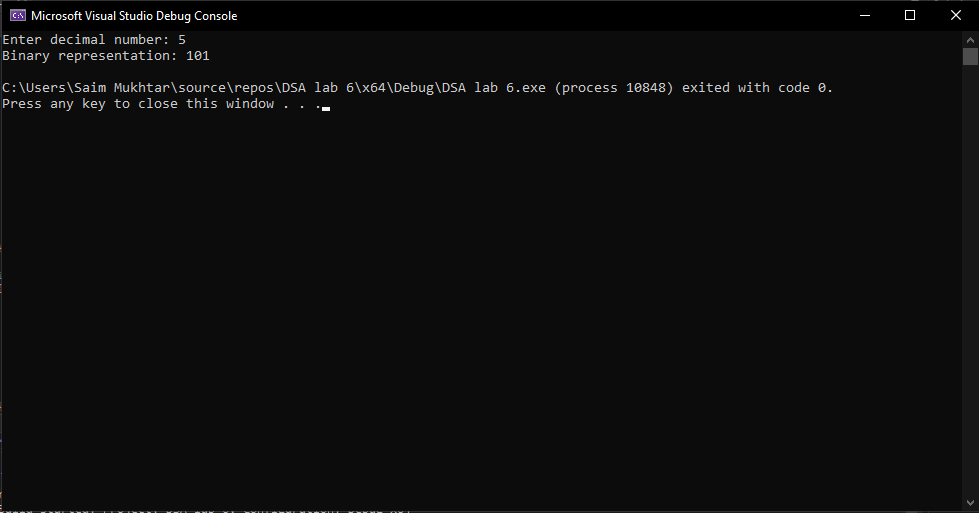 Microsoft Visual Studio Debug Console
Enter decimal number: 5
Binary representation: 101
C:\Users\Saim Mukhtar\source\repos\DSA lab 6\x64\Debug\DSA lab 6.exe (process 10848) exited with code 0.
Press any key to close this window . . .